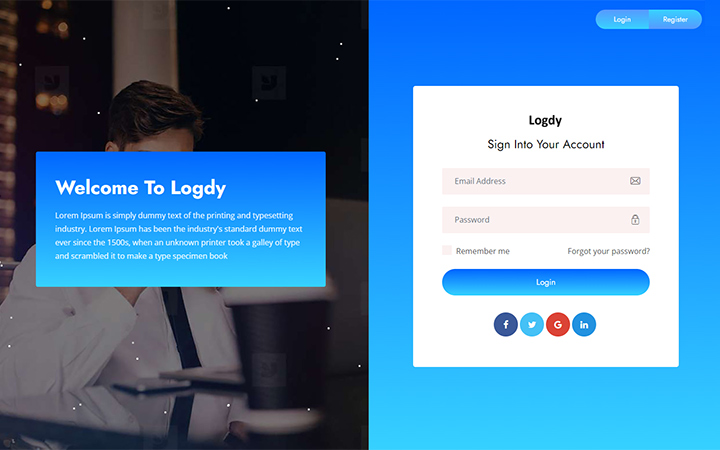 Login Register
Welcome To Logdy
Lorem Ipsum is simply dummy text of the printing and typesetting
industry. Lorem Ipsum has been the industry's standard dummy text
ever since the 1500s, when an unknown printer took a galley of type
and scrambled it to make a type specimen book
Logdy
Sign Into Your Account
Email Address
Password
Remember me Forgot your password?
Login
f G in